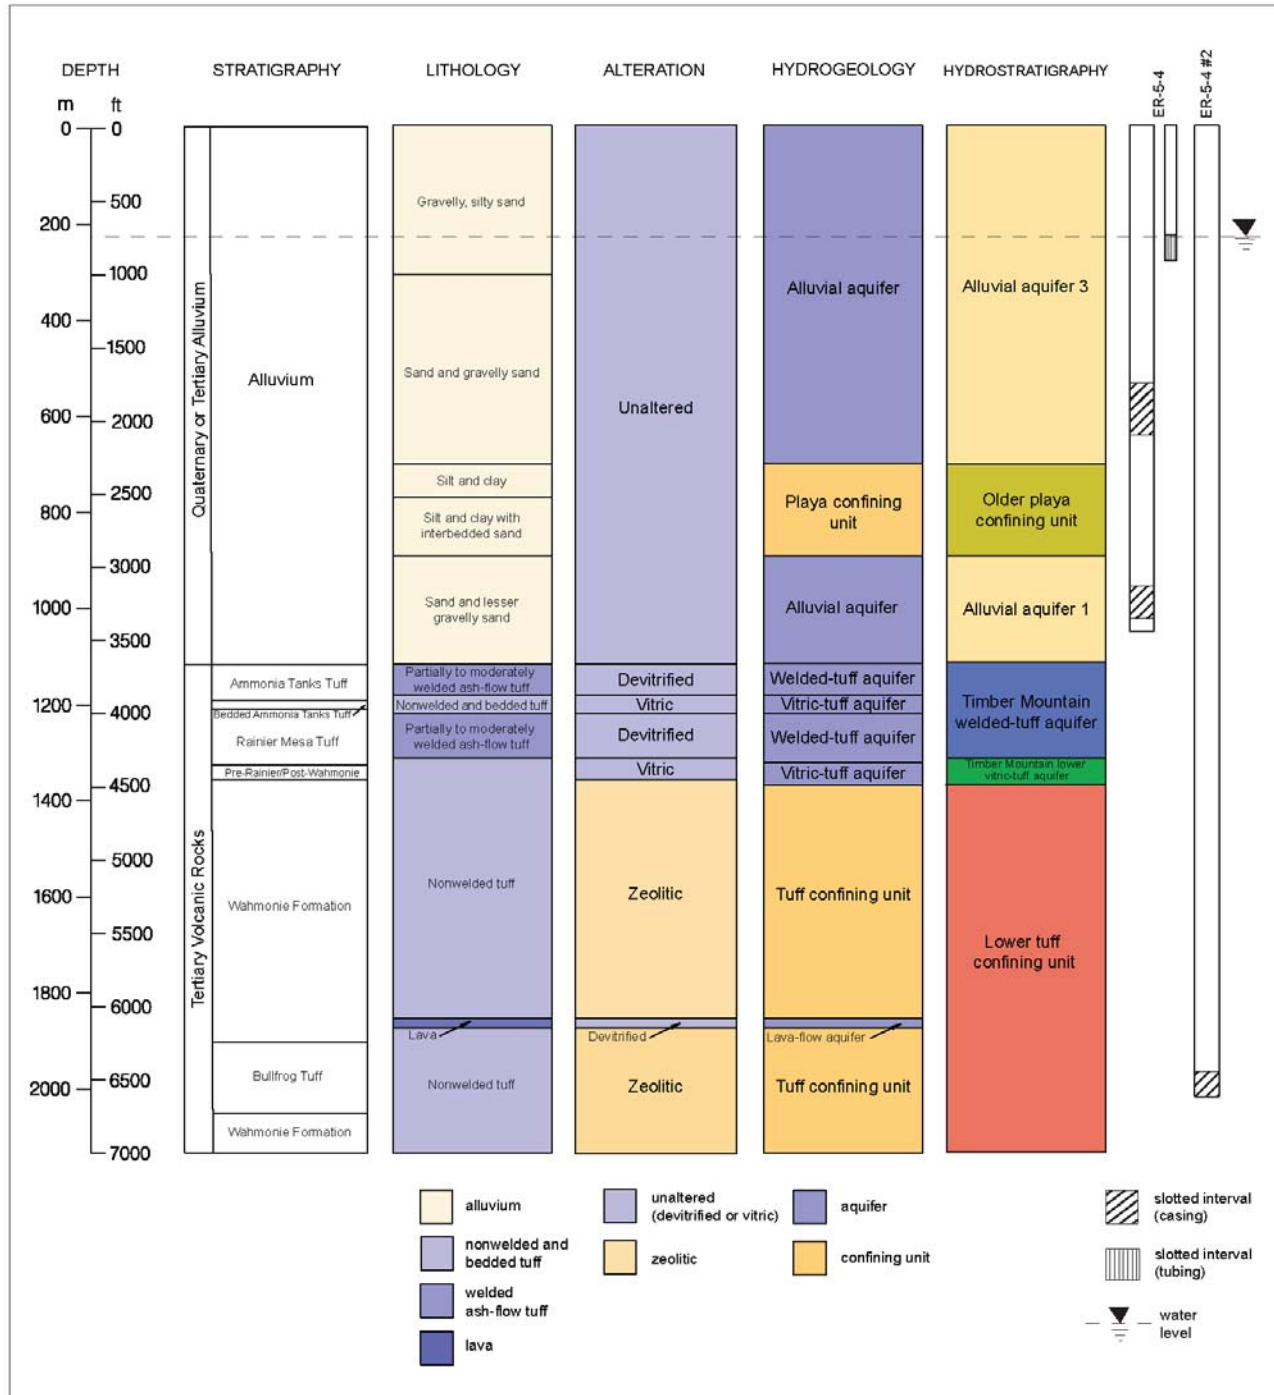 DEPTH
m ft
0 0
500
200
1000
400
1500
600
2000
2500
800
3000
1000
3500
1200
4000
4500
1400
5000
1600
5500
1800
6000
6500
2000
7000
STRATIGRAPHY
Quaternary or Tertiary Alluvium
Alluvium
Tertiary Volcanic Rocks
Ammonia Tanks Tuff
Bedded Ammonia Tanks Tuff
Rainier Mesa Tuff
Pre-Rainier/Post-Wahmonie
Wahmonie Formation
Bullfrog Tuff
Wahmonie Formation
LITHOLOGY
Gravelly, silty sand
Sand and gravelly sand
Silt and clay
Silt and clay with
interbedded sand
Sand and lesser
gravelly sand
Partially to moderately
welded ash-flow tuff
Nonwelded and bedded tuff
Partially to moderately
welded ash-flow tuff
Nonwelded tuff
Lava
Nonwelded tuff
ALTERATION
Unaltered
Devitrified
Vitric
Devitrified
Vitric
Zeolitic
Devitrified
Zeolitic
HYDROGEOLOGY
Alluvial aquifer
Playa confining
unit
Alluvial aquifer
Welded-tuff aquifer
Vitric-tuff aquifer
Welded-tuff aquifer
Vitric-tuff aquifer
Tuff confining unit
Lava-flow aquifer
Tuff confining unit
HYDROSTRATIGRAPHY
Alluvial aquifer 3
Older playa
confining unit
Alluvial aquifer 1
Timber Mountain
welded-tuff aquifer
Timber Mountain lower
vitric-tuff aquifer
Lower tuff
confining unit
ER-5-4
ER-5-4 #2
alluvium
nonwelded and
bedded tuff
welded
ash-flow tuff
lava
unaltered
(devitrified or vitric)
zeolitic
aquifer
confining unit
slotted interval
(casing)
slotted interval
(tubing)
water
level